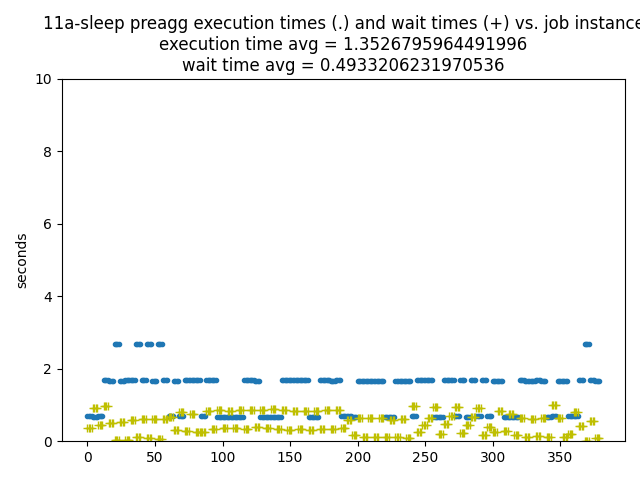 11a-sleep preagg execution times (.) and wait times (+) vs. job instance
execution time avg = 1.3526795964491996
wait time avg = 0.4933206231970536
10
8
6
4
2
0
seconds
0 50 100 150 200 250 300 350